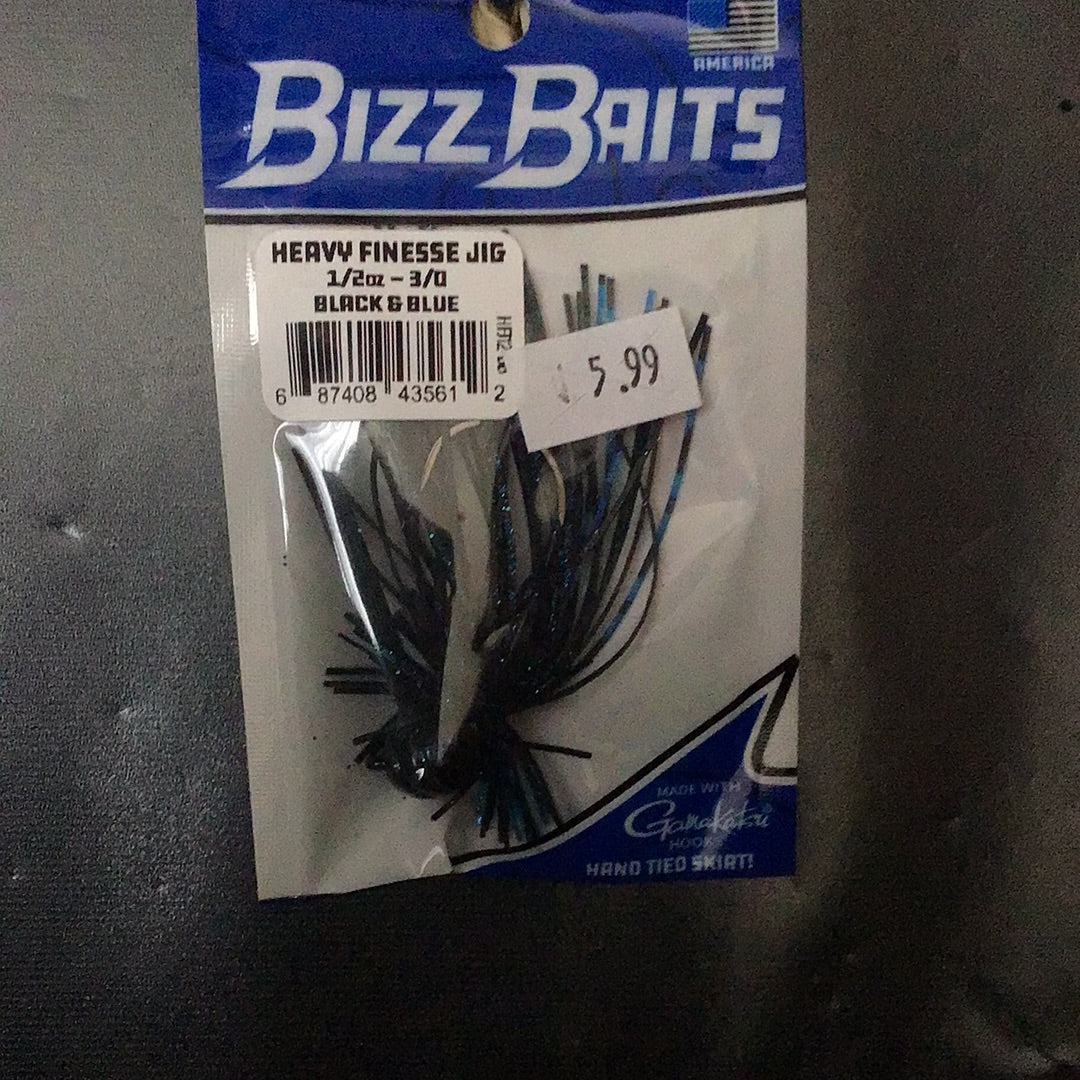 AMERICA
BIZZ BAITS
HEAVY FINESSE JIG
1/2oz – 3/0
BLACK & BLUE
6 87408 43561 2
5.99
MADE WITH
Gamakatsu®
HOOKS
HAND TIED SKIRT!